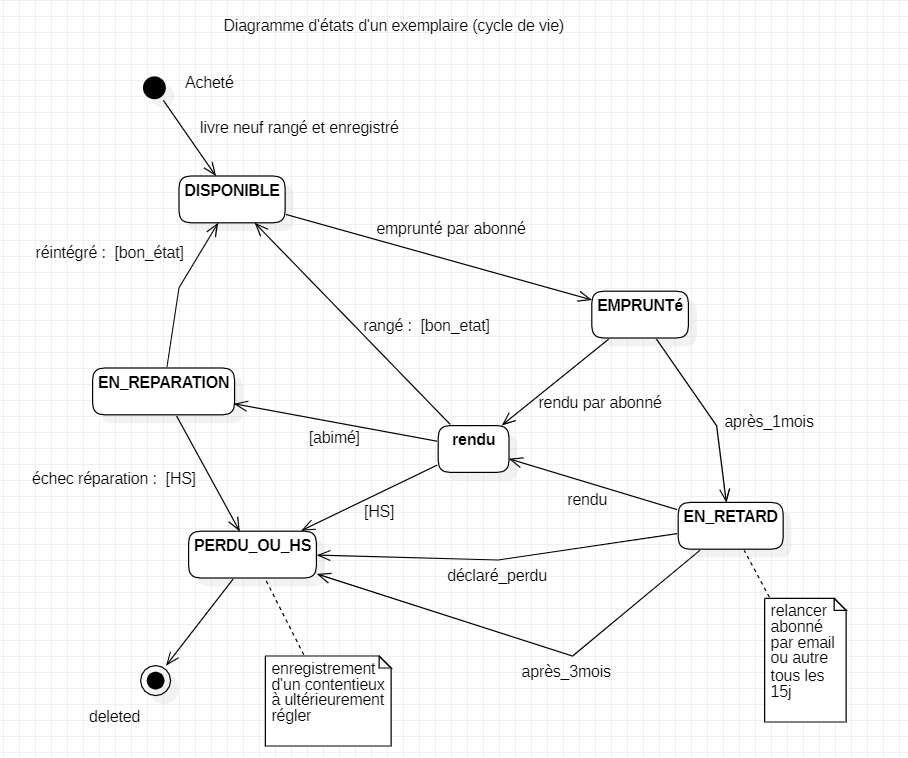 Diagramme d'états d'un exemplaire (cycle de vie)
Acheté
livre neuf rangé et enregistré
DISPONIBLE
emprunté par abonné
réintégré :  [bon_état]
EMPRUNTé
rangé :  [bon_etat]
EN_REPARATION
rendu par abonné
après_1mois
[abimé]
rendu
échec réparation :  [HS]
rendu
[HS]
EN_RETARD
PERDU_OU_HS
déclaré_perdu
relancer
abonné
par email
ou autre
tous les
15j
après_3mois
enregistrement
d'un contentieux
à ultérieurement
régler
deleted